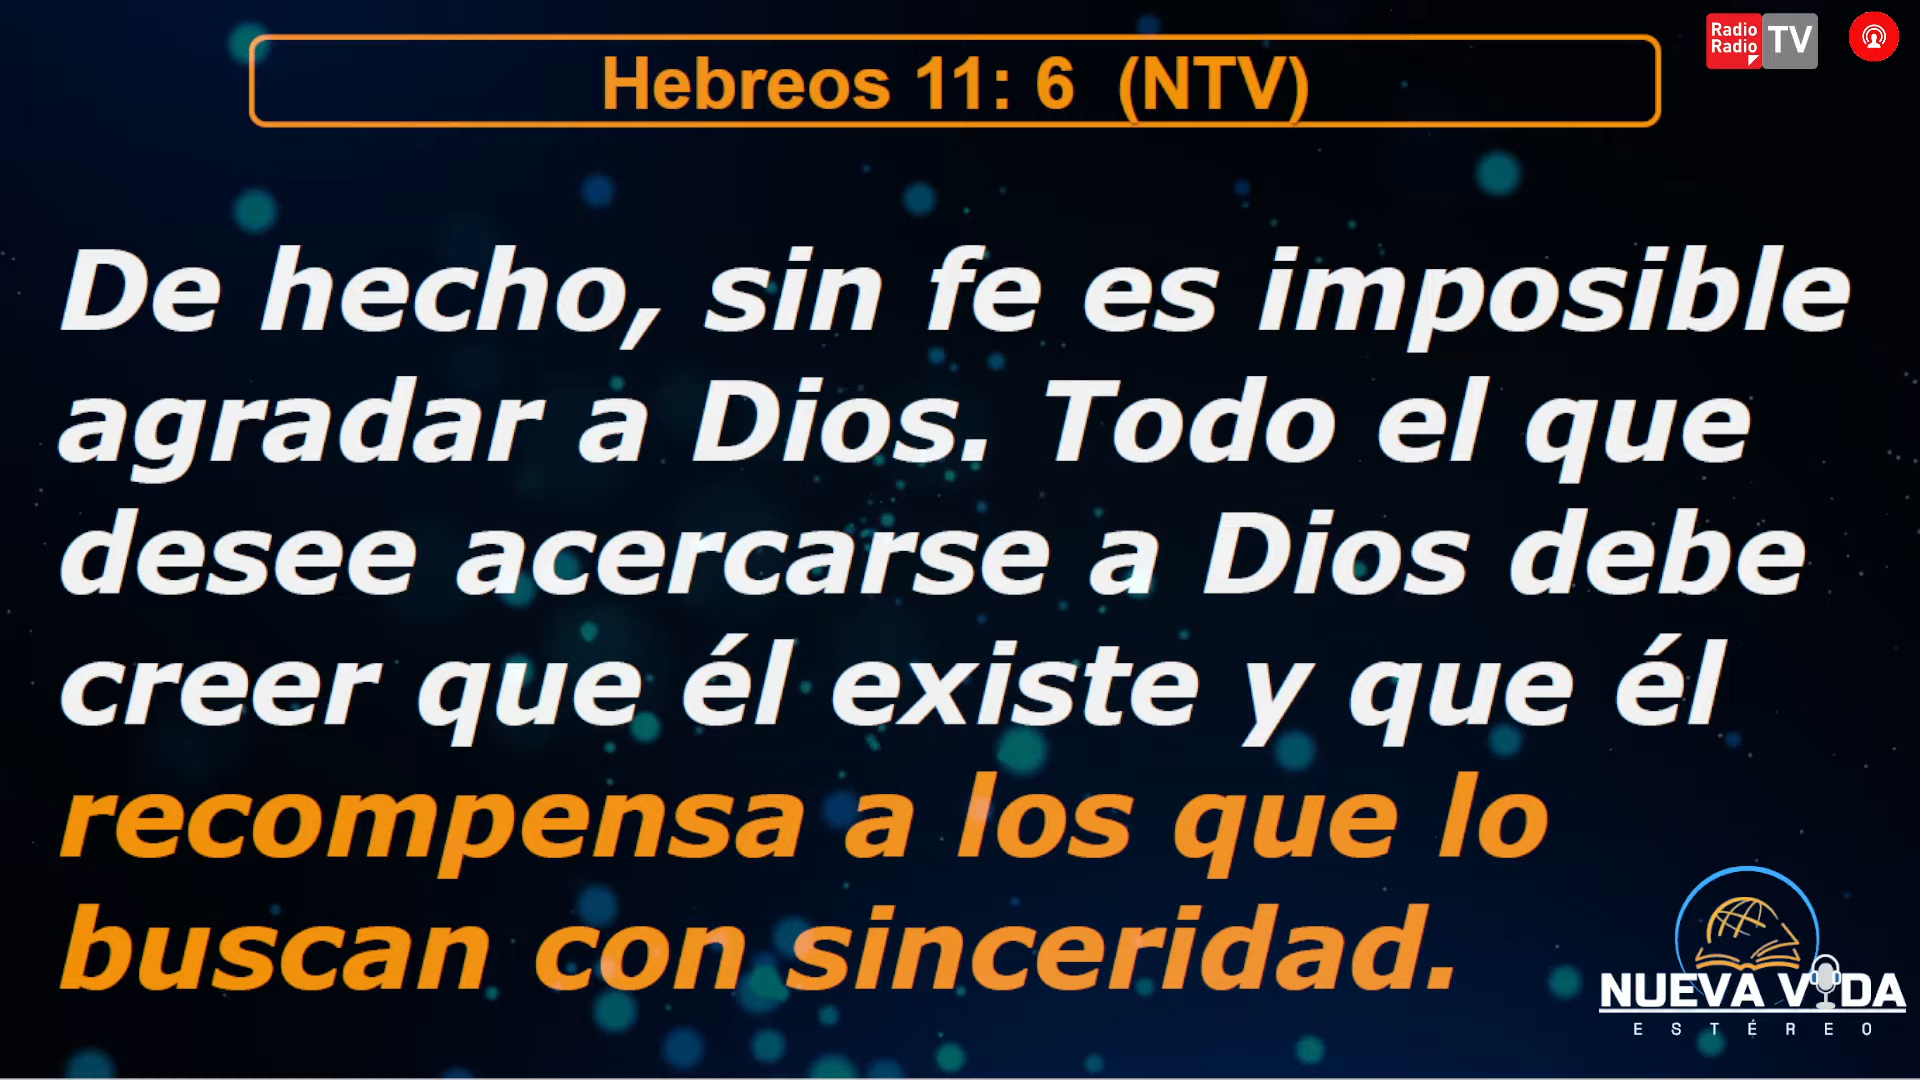 Hebreos 11: 6 (NTV)
Radio
Radio
TV
De hecho, sin fe es imposible
agradar a Dios. Todo el que
desee acercarse a Dios debe
creer que él existe y que él
recompensa a los que lo
buscan con sinceridad.
NUEVA VIDA
ESTÉREO